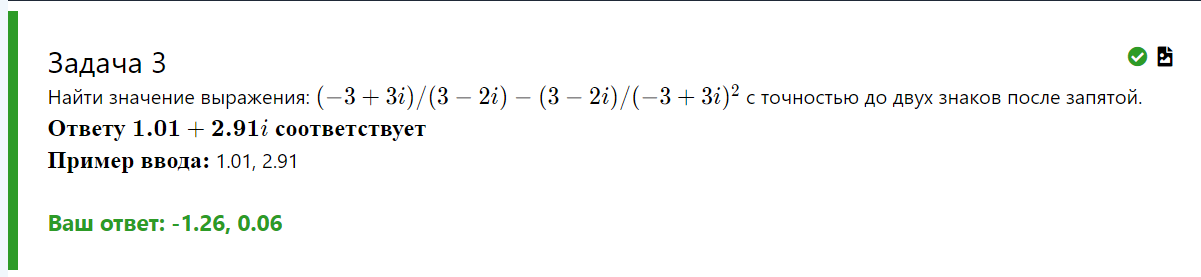 Задача 3
Найти значение выражения: (−3 + 3i)/(3 − 2i) − (3 − 2i)/(−3 + 3i)² с точностью до двух знаков после запятой.
Ответу 1.01 + 2.91i соответствует
Пример ввода: 1.01, 2.91
Ваш ответ: -1.26, 0.06